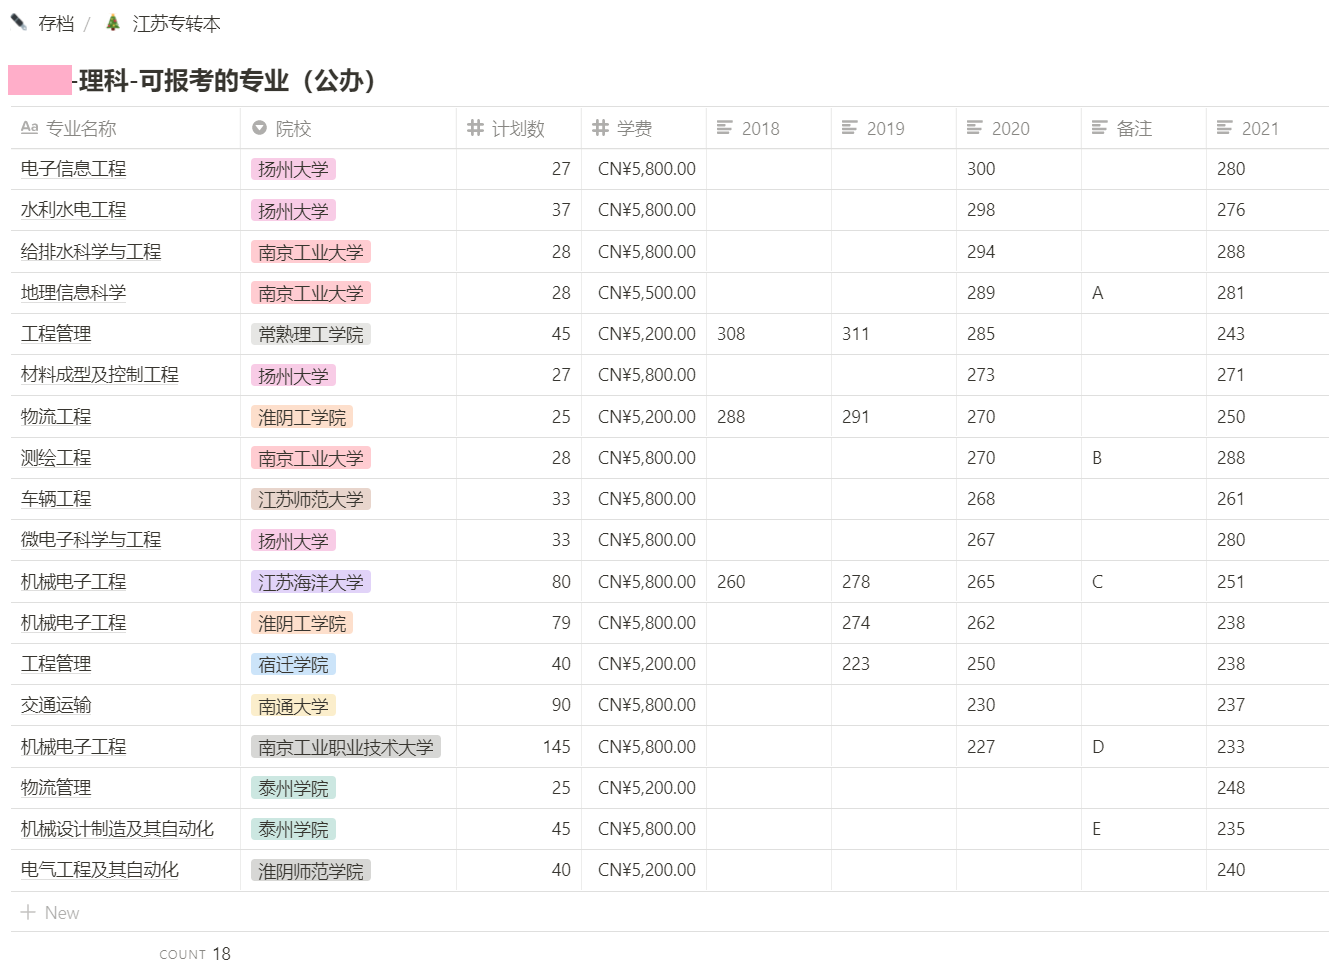 存档 / 江苏专转本
-理科-可报考的专业（公办）
Aa 专业名称 院校 计划数 学费 2018 2019 2020 备注 2021
电子信息工程 扬州大学 27 CN¥5,800.00 300 280
水利水电工程 扬州大学 37 CN¥5,800.00 298 276
给排水科学与工程 南京工业大学 28 CN¥5,800.00 294 288
地理信息科学 南京工业大学 28 CN¥5,500.00 289 A 281
工程管理 常熟理工学院 45 CN¥5,200.00 308 311 285 243
材料成型及控制工程 扬州大学 27 CN¥5,800.00 273 271
物流工程 淮阴工学院 25 CN¥5,200.00 288 291 270 250
测绘工程 南京工业大学 28 CN¥5,800.00 270 B 288
车辆工程 江苏师范大学 33 CN¥5,800.00 268 261
微电子科学与工程 扬州大学 33 CN¥5,800.00 267 280
机械电子工程 江苏海洋大学 80 CN¥5,800.00 260 278 265 C 251
机械电子工程 淮阴工学院 79 CN¥5,800.00 274 262 238
工程管理 宿迁学院 40 CN¥5,200.00 223 250 238
交通运输 南通大学 90 CN¥5,800.00 230 237
机械电子工程 南京工业职业技术大学 145 CN¥5,800.00 227 D 233
物流管理 泰州学院 25 CN¥5,200.00 248
机械设计制造及其自动化 泰州学院 45 CN¥5,800.00 E 235
电气工程及其自动化 淮阴师范学院 40 CN¥5,200.00 240
+ New
COUNT 18